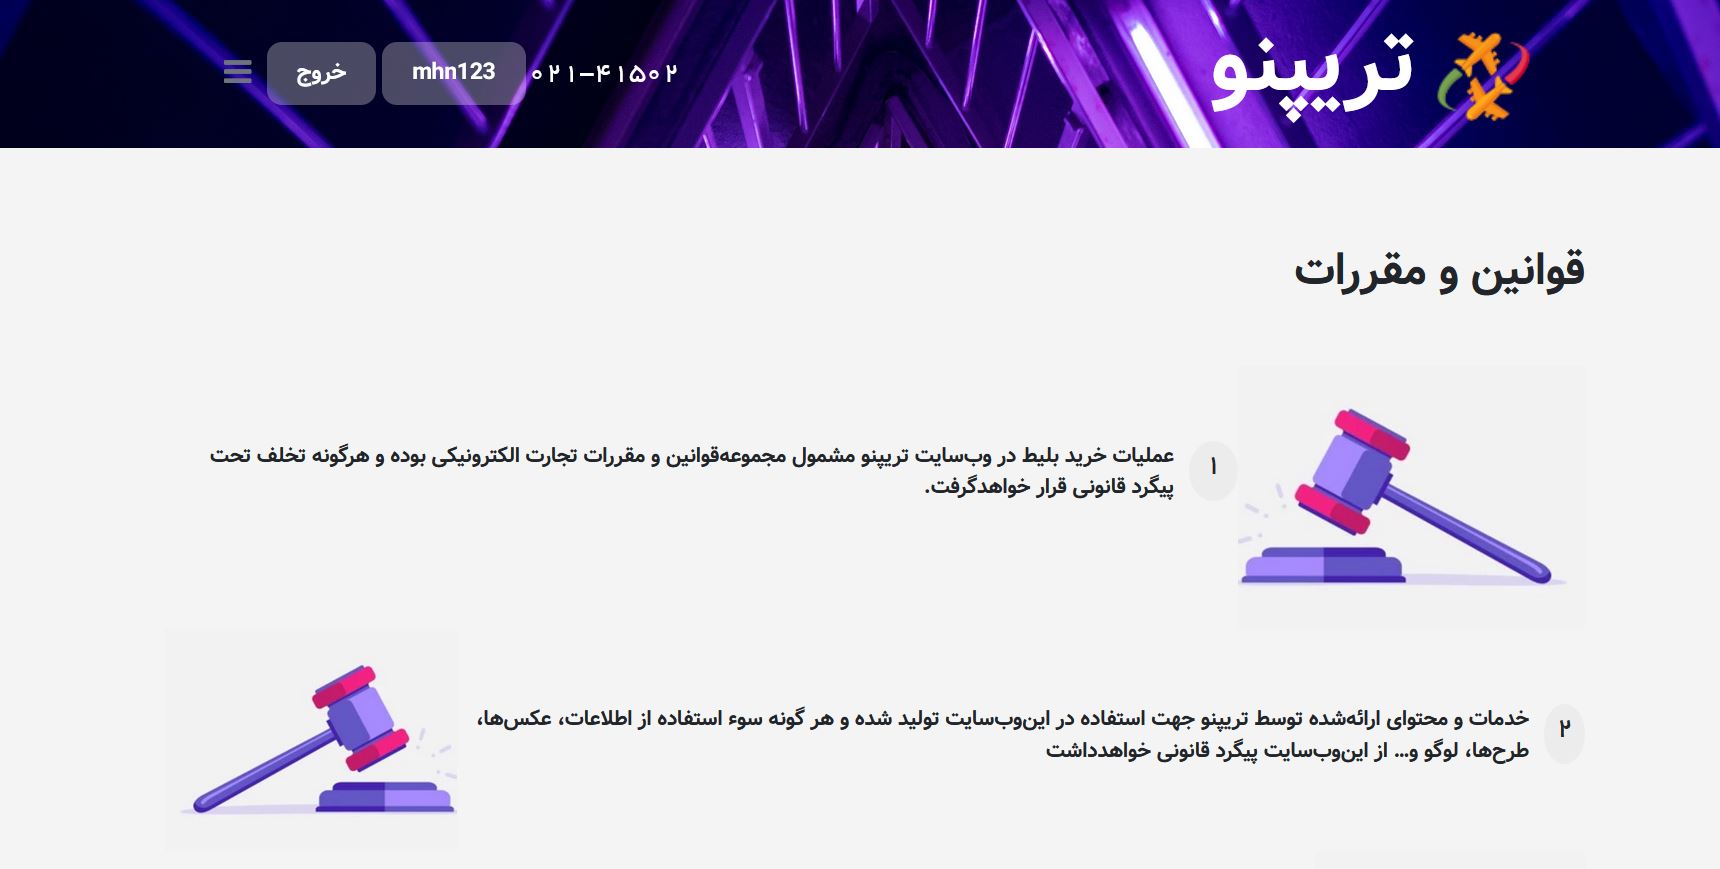 تریپنو
۰۲۱-۴۱۵۰۲
mhn123
خروج
قوانین و مقررات
۱
عملیات خرید بلیط در وب‌سایت تریپنو مشمول مجموعه‌قوانین و مقررات تجارت الکترونیکی بوده و هرگونه تخلف تحت
پیگرد قانونی قرار خواهدگرفت.
۲
خدمات و محتوای ارائه‌شده توسط تریپنو جهت استفاده در این‌وب‌سایت تولید شده و هر گونه سوء استفاده از اطلاعات، عکس‌ها،
طرح‌ها، لوگو و... از این‌وب‌سایت پیگرد قانونی خواهدداشت